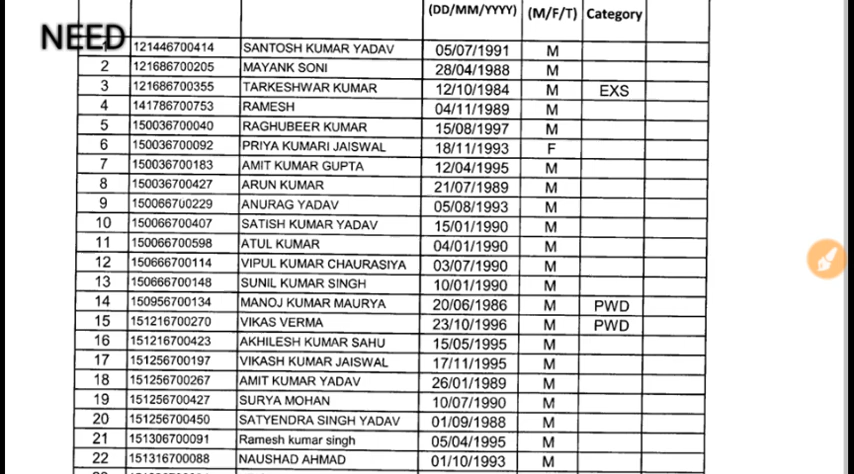 (DD/MM/YYYY) (M/F/T) Category
NEED
1 121446700414 SANTOSH KUMAR YADAV 05/07/1991 M
2 121686700205 MAYANK SONI 28/04/1988 M
3 121686700355 TARKESHWAR KUMAR 12/10/1984 M EXS
4 141786700753 RAMESH 04/11/1989 M
5 150036700040 RAGHUBEER KUMAR 15/08/1997 M
6 150036700092 PRIYA KUMARI JAISWAL 18/11/1993 F
7 150036700183 AMIT KUMAR GUPTA 12/04/1995 M
8 150036700427 ARUN KUMAR 21/07/1989 M
9 150066700229 ANURAG YADAV 05/08/1993 M
10 150066700407 SATISH KUMAR YADAV 15/01/1990 M
11 150066700598 ATUL KUMAR 04/01/1990 M
12 150666700114 VIPUL KUMAR CHAURASIYA 03/07/1990 M
13 150666700148 SUNIL KUMAR SINGH 10/01/1990 M
14 150956700134 MANOJ KUMAR MAURYA 20/06/1986 M PWD
15 151216700270 VIKAS VERMA 23/10/1996 M PWD
16 151216700423 AKHILESH KUMAR SAHU 15/05/1995 M
17 151256700197 VIKASH KUMAR JAISWAL 17/11/1995 M
18 151256700267 AMIT KUMAR YADAV 26/01/1989 M
19 151256700427 SURYA MOHAN 10/07/1990 M
20 151256700450 SATYENDRA SINGH YADAV 01/09/1988 M
21 151306700091 Ramesh kumar singh 05/04/1995 M
22 151316700088 NAUSHAD AHMAD 01/10/1993 M